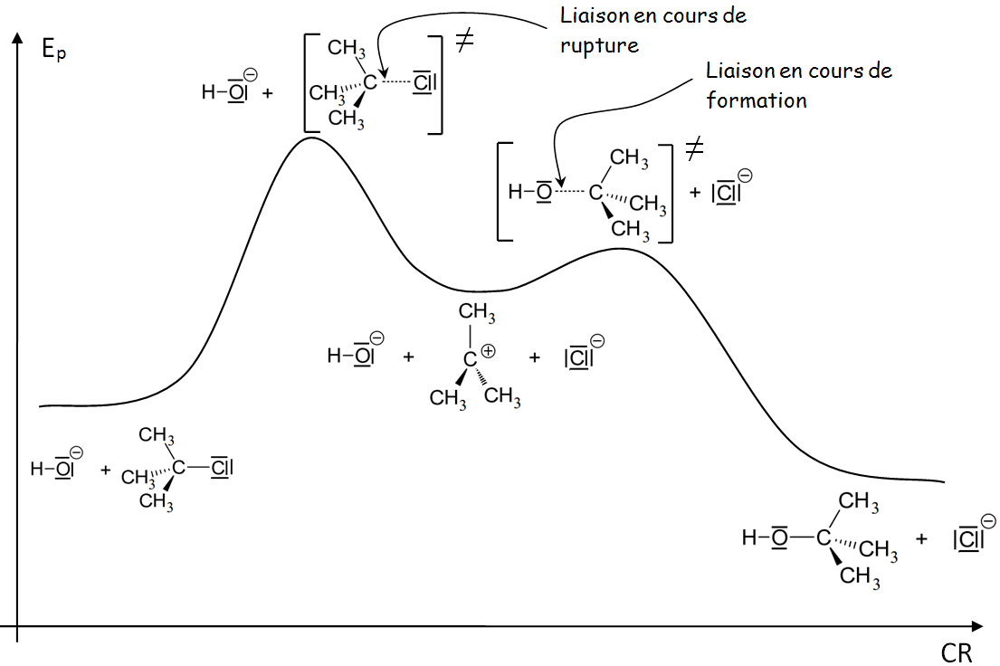 Eₚ
Liaison en cours de
rupture
Liaison en cours de
formation
H–O⊖ + [ CH₃ CH₃ CH₃ C Cl ] ≠
[ H–O C CH₃ CH₃ CH₃ ] ≠ + Cl⊖
H–O⊖ + CH₃ C⊕ CH₃ CH₃ + Cl⊖
H–O⊖ + CH₃ CH₃ CH₃ C–Cl
H–O–C CH₃ CH₃ CH₃ + Cl⊖
CR